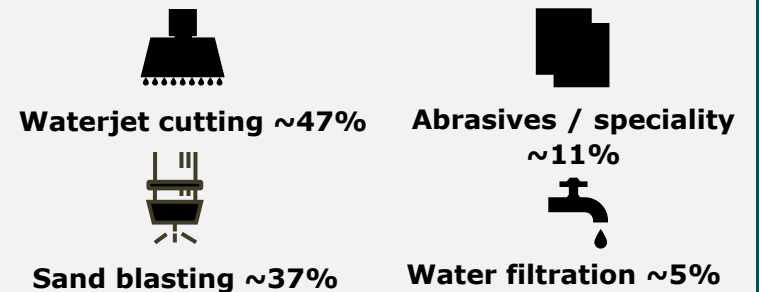 Waterjet cutting ~47%
Abrasives / speciality
~11%
Sand blasting ~37%
Water filtration ~5%